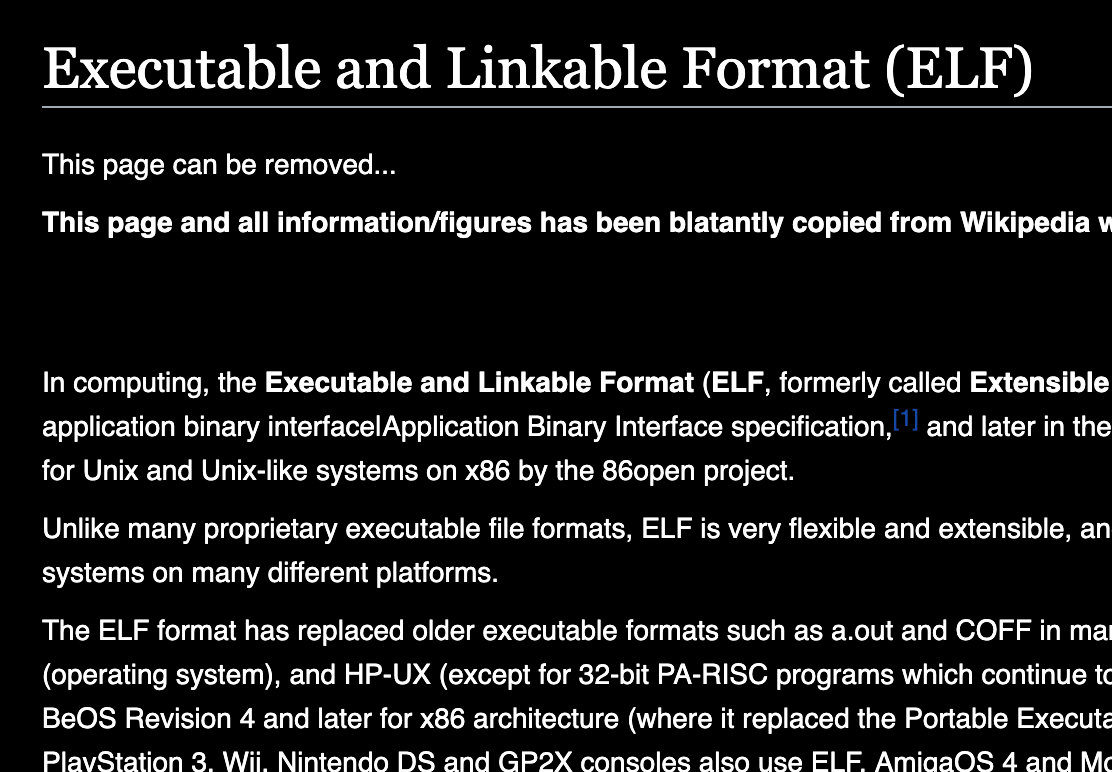 Executable and Linkable Format (ELF)
This page can be removed...
This page and all information/figures has been blatantly copied from Wikipedia w
In computing, the Executable and Linkable Format (ELF, formerly called Extensible
application binary interface|Application Binary Interface specification,[1] and later in the
for Unix and Unix-like systems on x86 by the 86open project.
Unlike many proprietary executable file formats, ELF is very flexible and extensible, an
systems on many different platforms.
The ELF format has replaced older executable formats such as a.out and COFF in mar
(operating system), and HP-UX (except for 32-bit PA-RISC programs which continue to
BeOS Revision 4 and later for x86 architecture (where it replaced the Portable Executa
PlayStation 3, Wii, Nintendo DS and GP2X consoles also use ELF. AmigaOS 4 and Mo